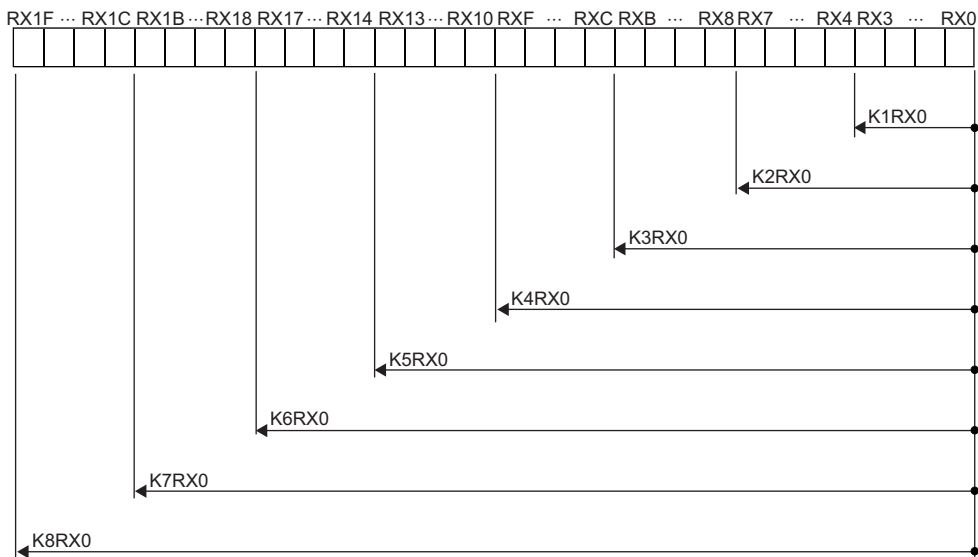 RX1F ··· RX1C RX1B ··· RX18 RX17 ··· RX14 RX13 ··· RX10 RXF ··· RXC RXB ··· RX8 RX7 ··· RX4 RX3 ··· RX0
K1RX0
K2RX0
K3RX0
K4RX0
K5RX0
K6RX0
K7RX0
K8RX0